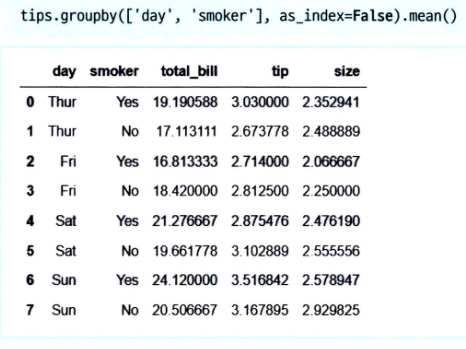 tips.groupby(['day', 'smoker'], as_index=False).mean()
day smoker total_bill tip size
0 Thur Yes 19.190588 3.030000 2.352941
1 Thur No 17.113111 2.673778 2.488889
2 Fri Yes 16.813333 2.714000 2.066667
3 Fri No 18.420000 2.812500 2.250000
4 Sat Yes 21.276667 2.875476 2.476190
5 Sat No 19.661778 3.102889 2.555556
6 Sun Yes 24.120000 3.516842 2.578947
7 Sun No 20.506667 3.167895 2.929825